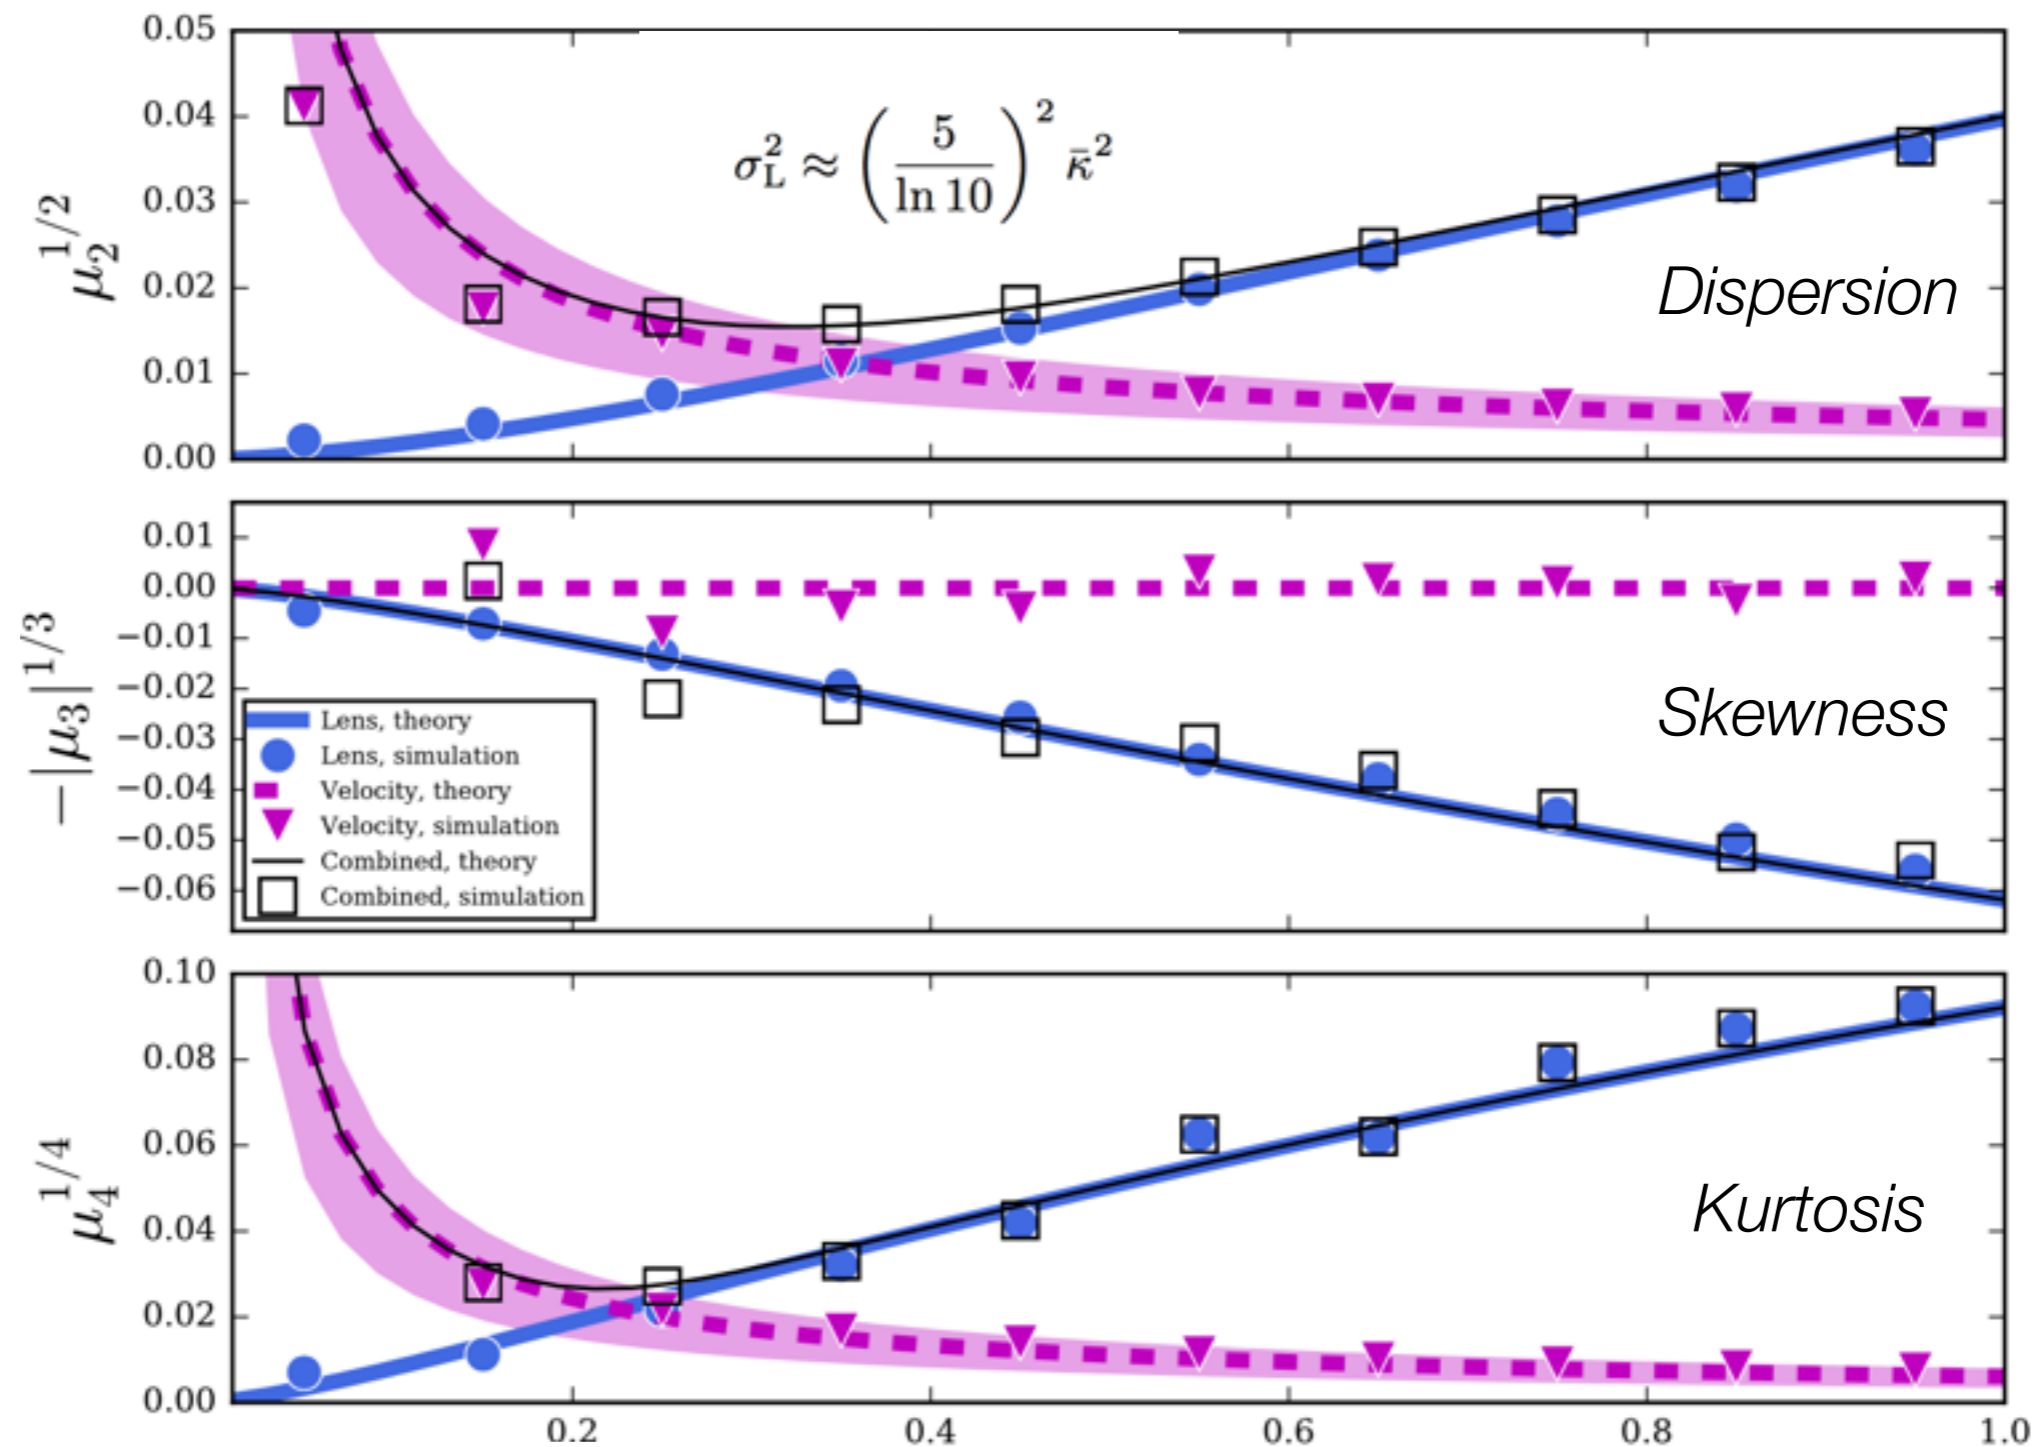 0.05
0.04
0.03
0.02
0.01
0.00
μ₂^{1/2}
σ_L² ≈ (5 / ln 10)² κ̄²
Dispersion
0.01
0.00
−0.01
−0.02
−0.03
−0.04
−0.05
−0.06
−|μ₃|^{1/3}
Skewness
Lens, theory
Lens, simulation
Velocity, theory
Velocity, simulation
Combined, theory
Combined, simulation
0.10
0.08
0.06
0.04
0.02
0.00
μ₄^{1/4}
Kurtosis
0.2 0.4 0.6 0.8 1.0